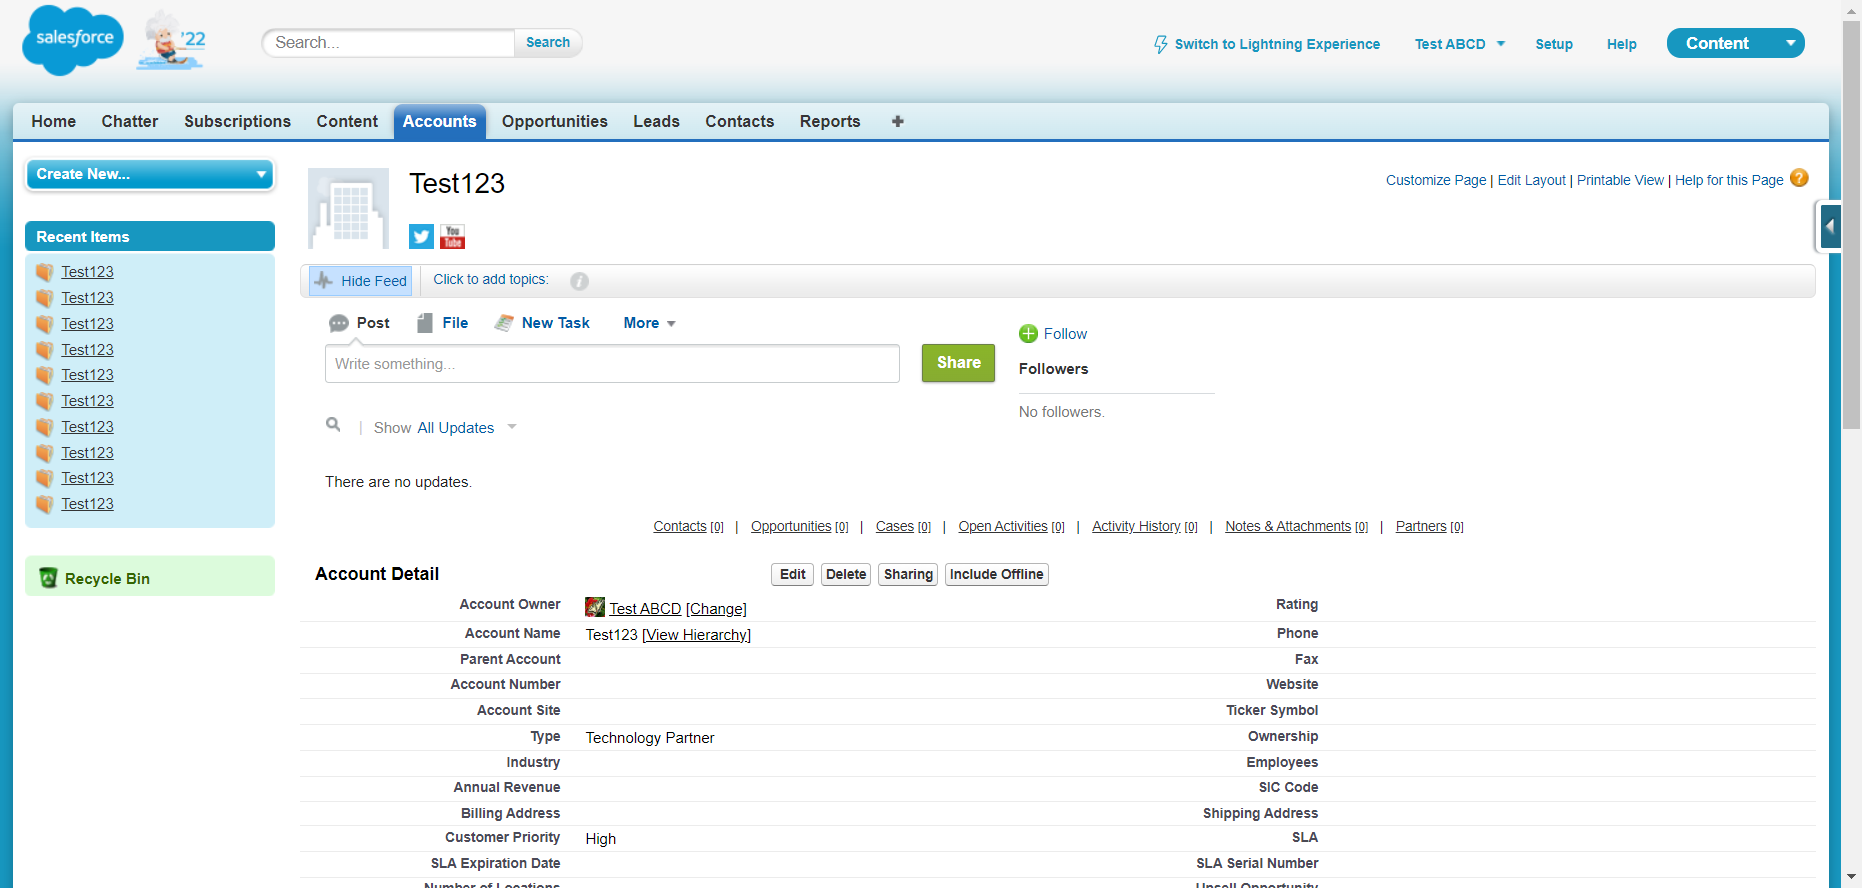 salesforce
'22
Search...
Search
Switch to Lightning Experience
Test ABCD
Setup
Help
Content
Home
Chatter
Subscriptions
Content
Accounts
Opportunities
Leads
Contacts
Reports
Create New...
Recent Items
Test123
Test123
Test123
Test123
Test123
Test123
Test123
Test123
Test123
Test123
Recycle Bin
Test123
You
Tube
Customize Page | Edit Layout | Printable View | Help for this Page
Hide Feed
Click to add topics:
Post
File
New Task
More
Write something...
Share
Follow
Followers
No followers.
Show All Updates
There are no updates.
Contacts [0] | Opportunities [0] | Cases [0] | Open Activities [0] | Activity History [0] | Notes & Attachments [0] | Partners [0]
Account Detail
Edit
Delete
Sharing
Include Offline
Account Owner Test ABCD [Change] Rating
Account Name Test123 [View Hierarchy] Phone
Parent Account Fax
Account Number Website
Account Site Ticker Symbol
Type Technology Partner Ownership
Industry Employees
Annual Revenue SIC Code
Billing Address Shipping Address
Customer Priority High SLA
SLA Expiration Date SLA Serial Number
Number of Locations Upsell Opportunity